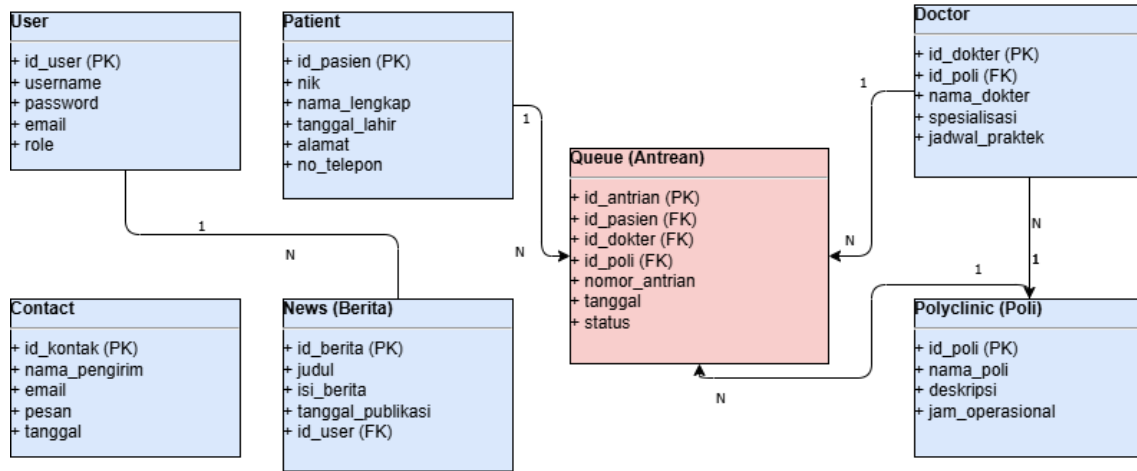 User
+ id_user (PK)
+ username
+ password
+ email
+ role
Patient
+ id_pasien (PK)
+ nik
+ nama_lengkap
+ tanggal_lahir
+ alamat
+ no_telepon
Doctor
+ id_dokter (PK)
+ id_poli (FK)
+ nama_dokter
+ spesialisasi
+ jadwal_praktek
Queue (Antrean)
+ id_antrian (PK)
+ id_pasien (FK)
+ id_dokter (FK)
+ id_poli (FK)
+ nomor_antrian
+ tanggal
+ status
Contact
+ id_kontak (PK)
+ nama_pengirim
+ email
+ pesan
+ tanggal
News (Berita)
+ id_berita (PK)
+ judul
+ isi_berita
+ tanggal_publikasi
+ id_user (FK)
Polyclinic (Poli)
+ id_poli (PK)
+ nama_poli
+ deskripsi
+ jam_operasional
1
N
1
N
1
N
N
1
1
N